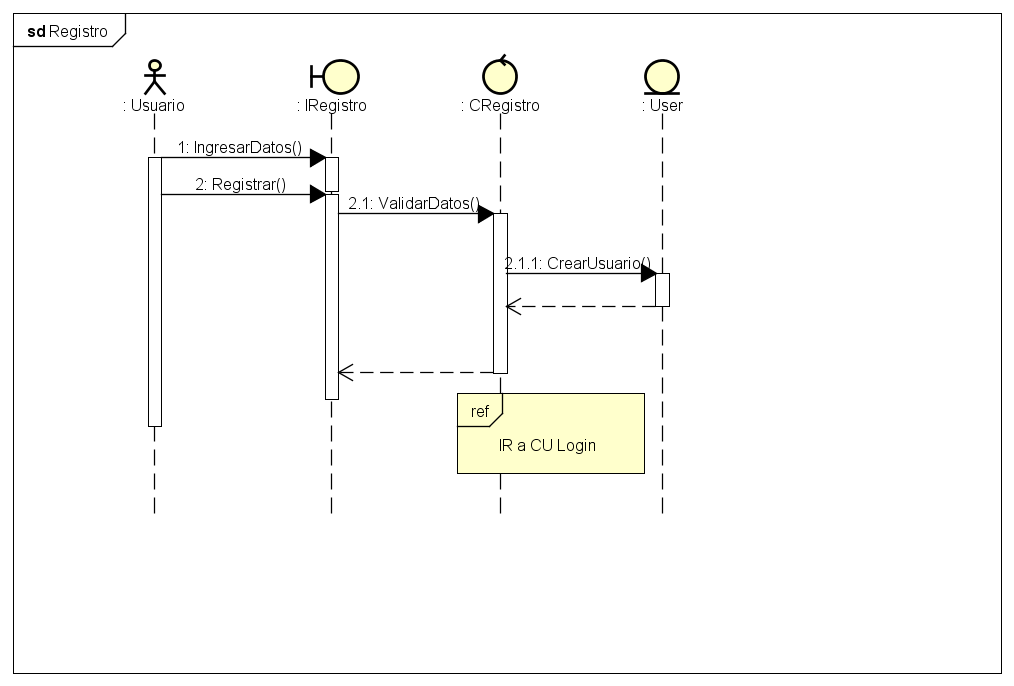 sd Registro
: Usuario
: IRegistro
: CRegistro
: User
1: IngresarDatos()
2: Registrar()
2.1: ValidarDatos()
2.1.1: CrearUsuario()
ref
IR a CU Login